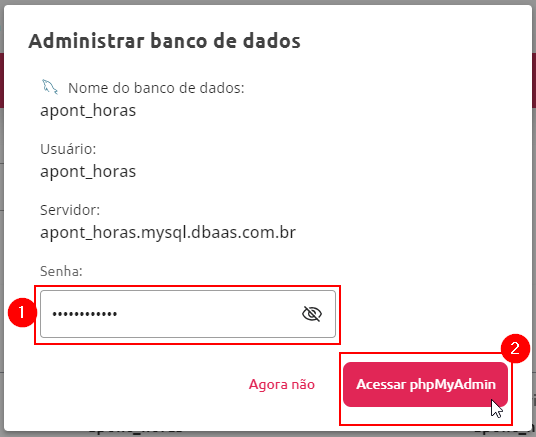 Administrar banco de dados
Nome do banco de dados:
apont_horas
Usuário:
apont_horas
Servidor:
apont_horas.mysql.dbaas.com.br
Senha:
1
••••••••••••
2
Agora não
Acessar phpMyAdmin